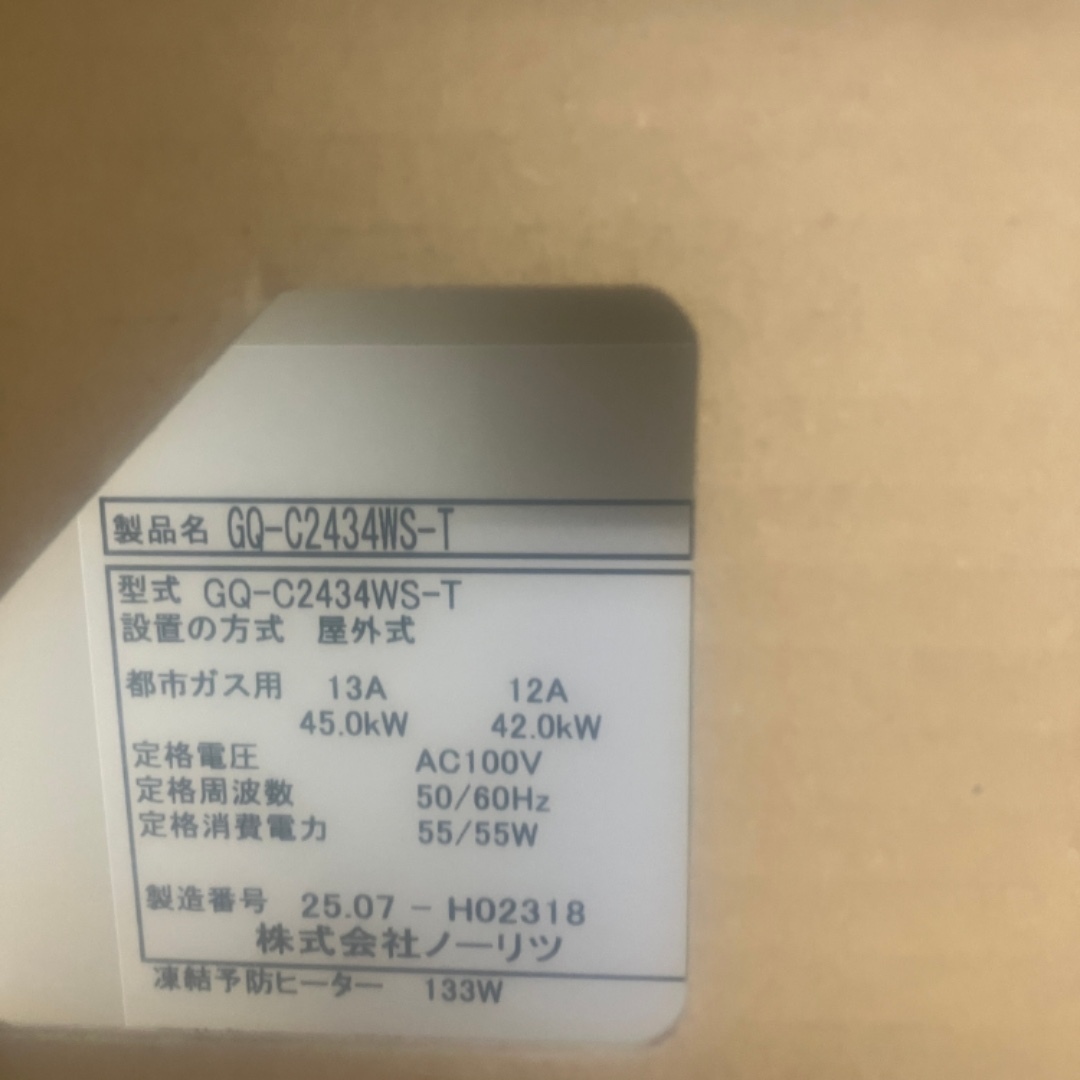 製品名 GQ-C2434WS-T
型式 GQ-C2434WS-T
設置の方式 屋外式
都市ガス用 13A 12A
45.0kW 42.0kW
定格電圧 AC100V
定格周波数 50/60Hz
定格消費電力 55/55W
製造番号 25.07 - H02318
株式会社ノーリツ
凍結予防ヒーター 133W